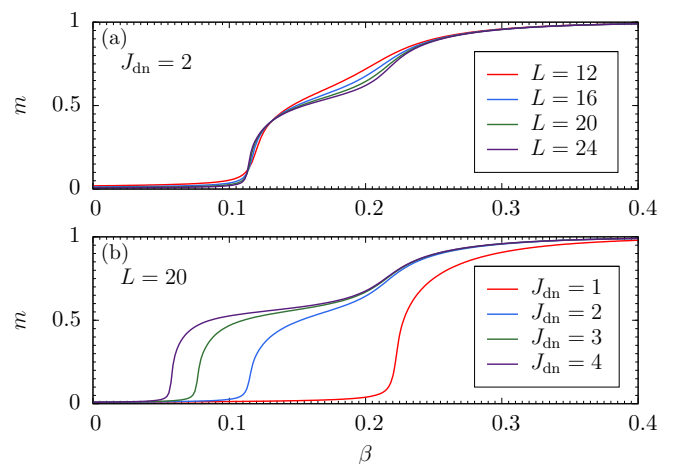 (a)
J_dn = 2
m
1
0.5
0
L = 12
L = 16
L = 20
L = 24
0 0.1 0.2 0.3 0.4
(b)
L = 20
m
1
0.5
0
J_dn = 1
J_dn = 2
J_dn = 3
J_dn = 4
0 0.1 0.2 0.3 0.4
β